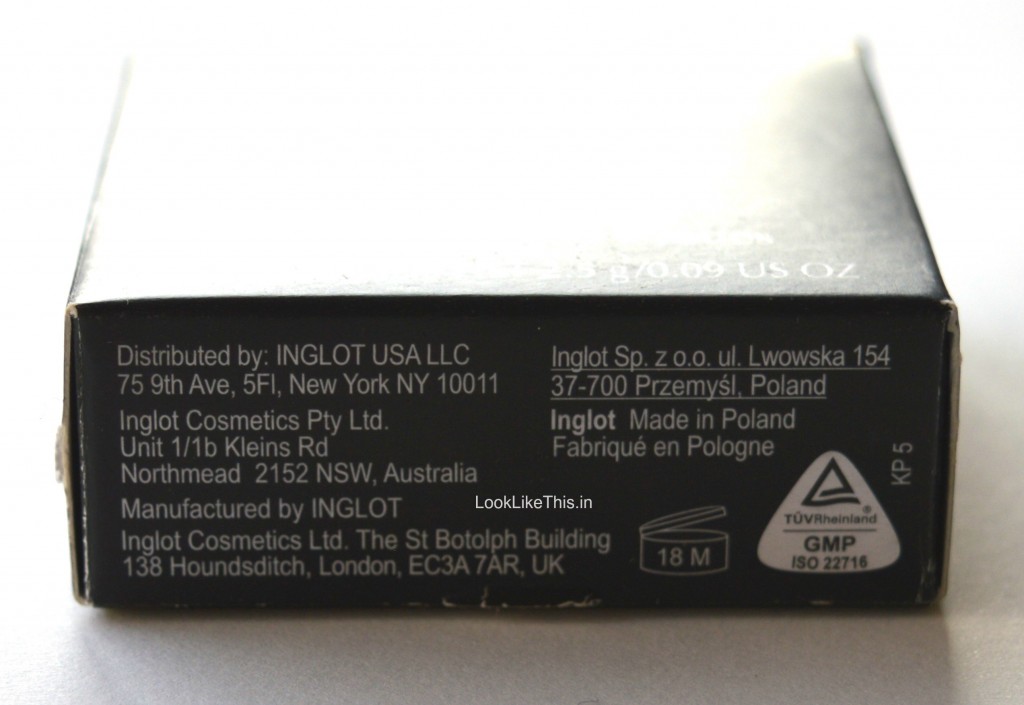 g/0.09 US OZ
Distributed by: INGLOT USA LLC
75 9th Ave, 5Fl, New York NY 10011
Inglot Cosmetics Pty Ltd.
Unit 1/1b Kleins Rd
Northmead 2152 NSW, Australia
Manufactured by INGLOT
Inglot Cosmetics Ltd. The St Botolph Building
138 Houndsditch, London, EC3A 7AR, UK
Inglot Sp. z o.o. ul. Lwowska 154
37-700 Przemyśl, Poland
Inglot Made in Poland
Fabriqué en Pologne
KP 5
LookLikeThis.in
18 M
TÜVRheinland®
GMP
ISO 22716